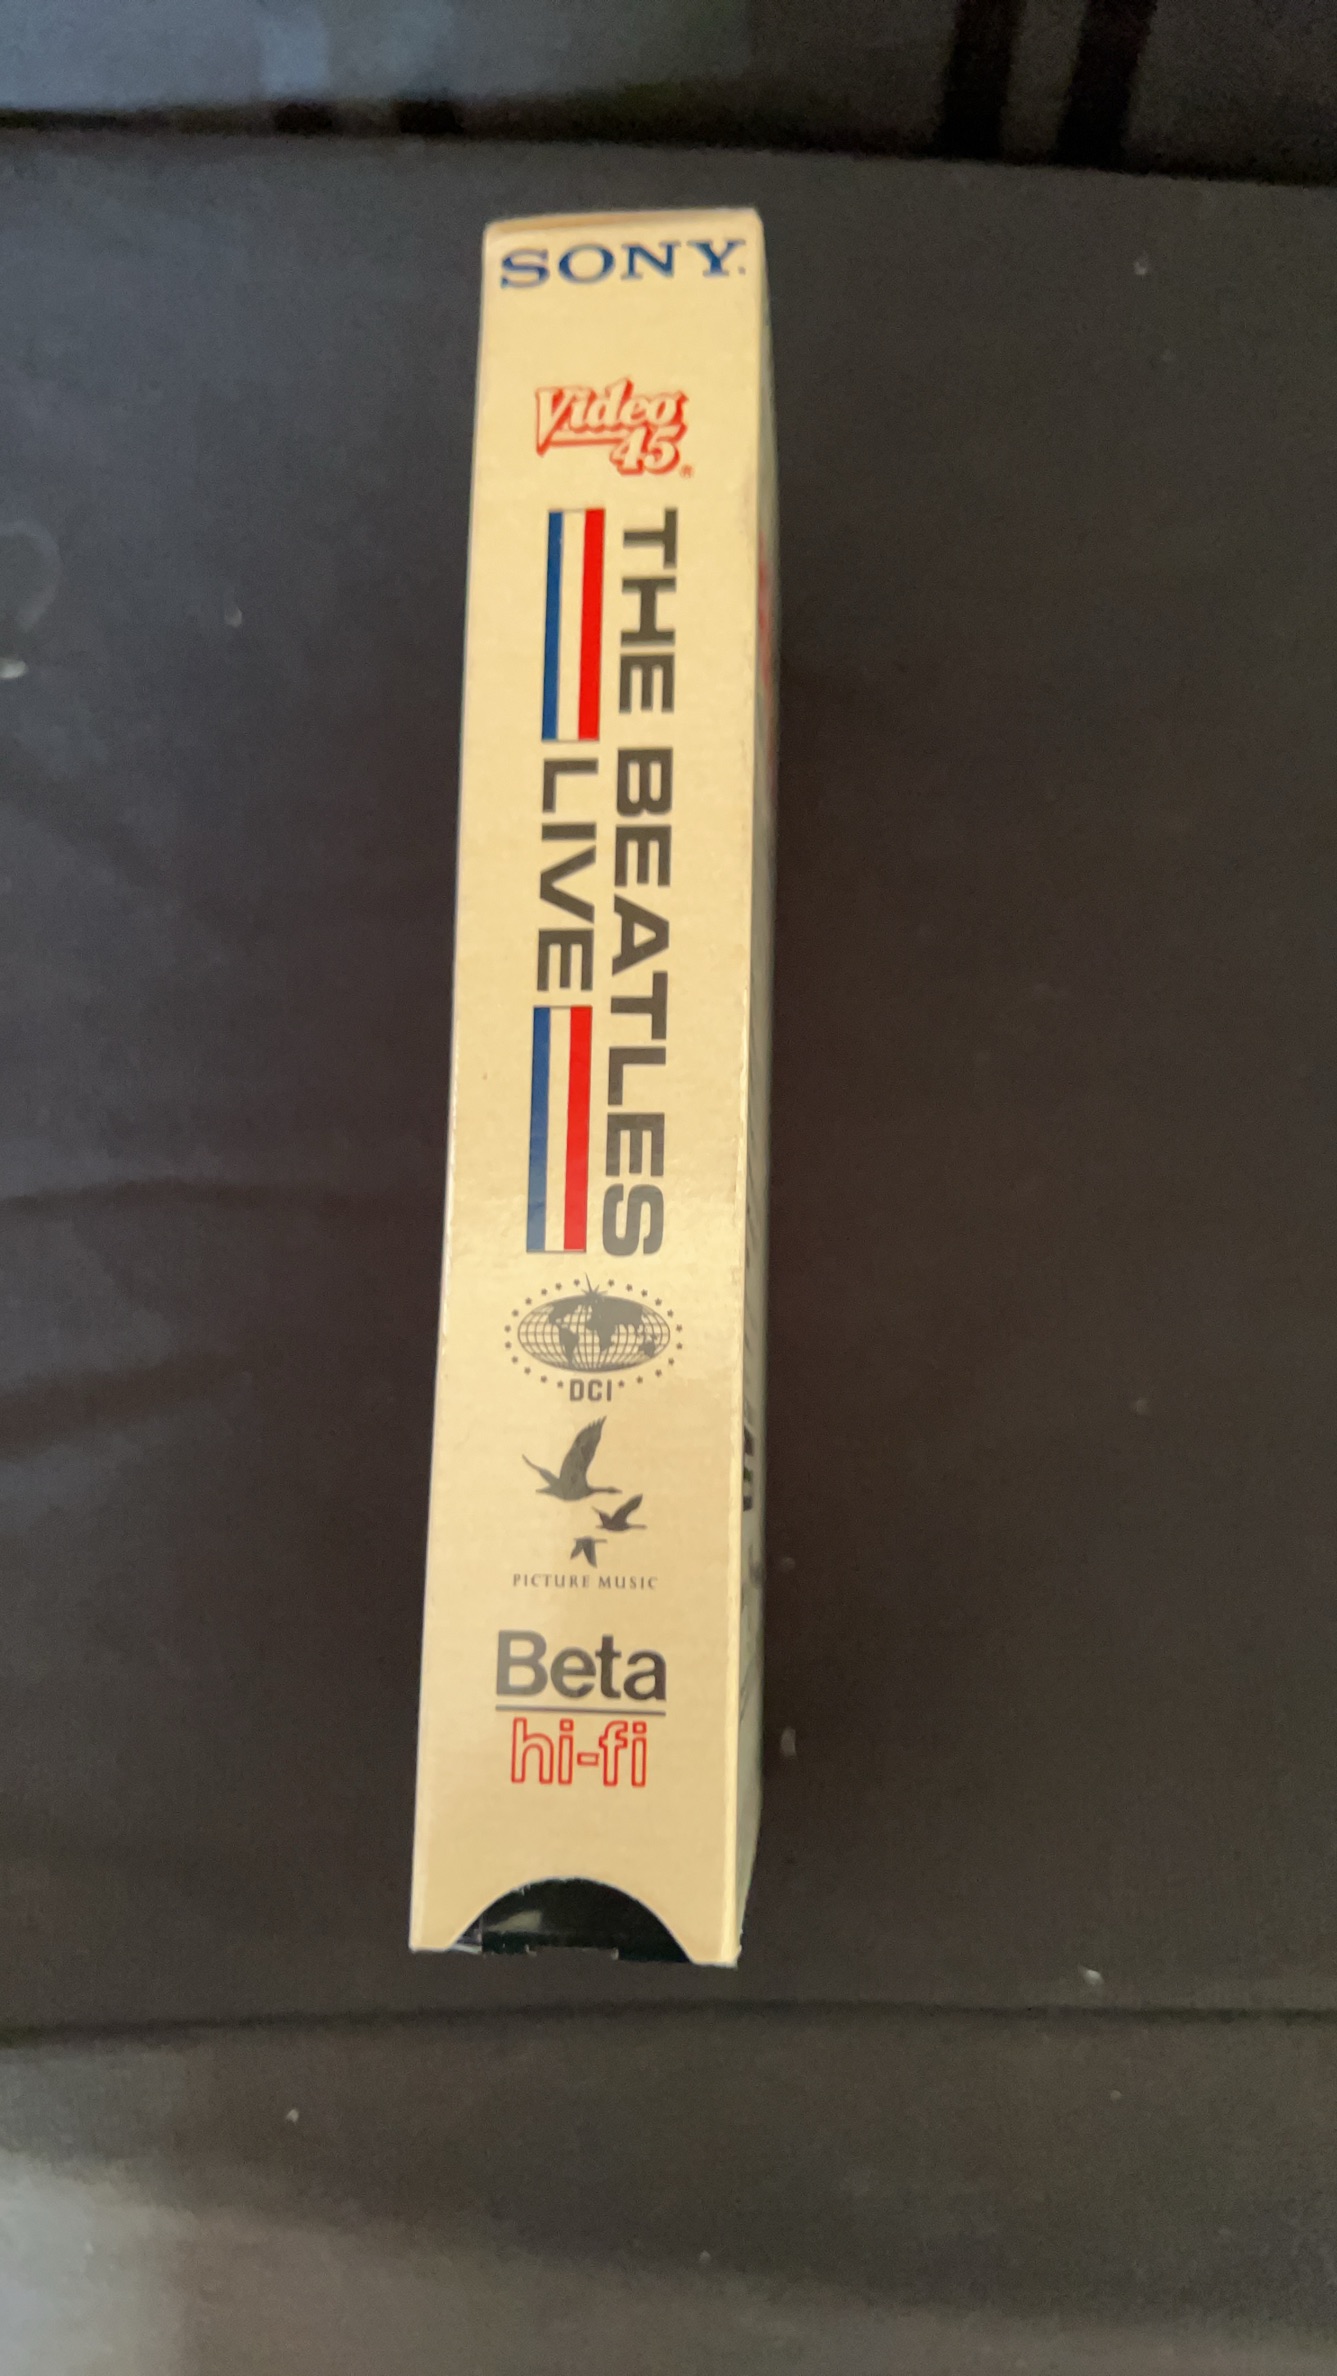 SONY.
Video
45®
THE BEATLES
LIVE
DCI
PICTURE MUSIC
Beta
hi-fi